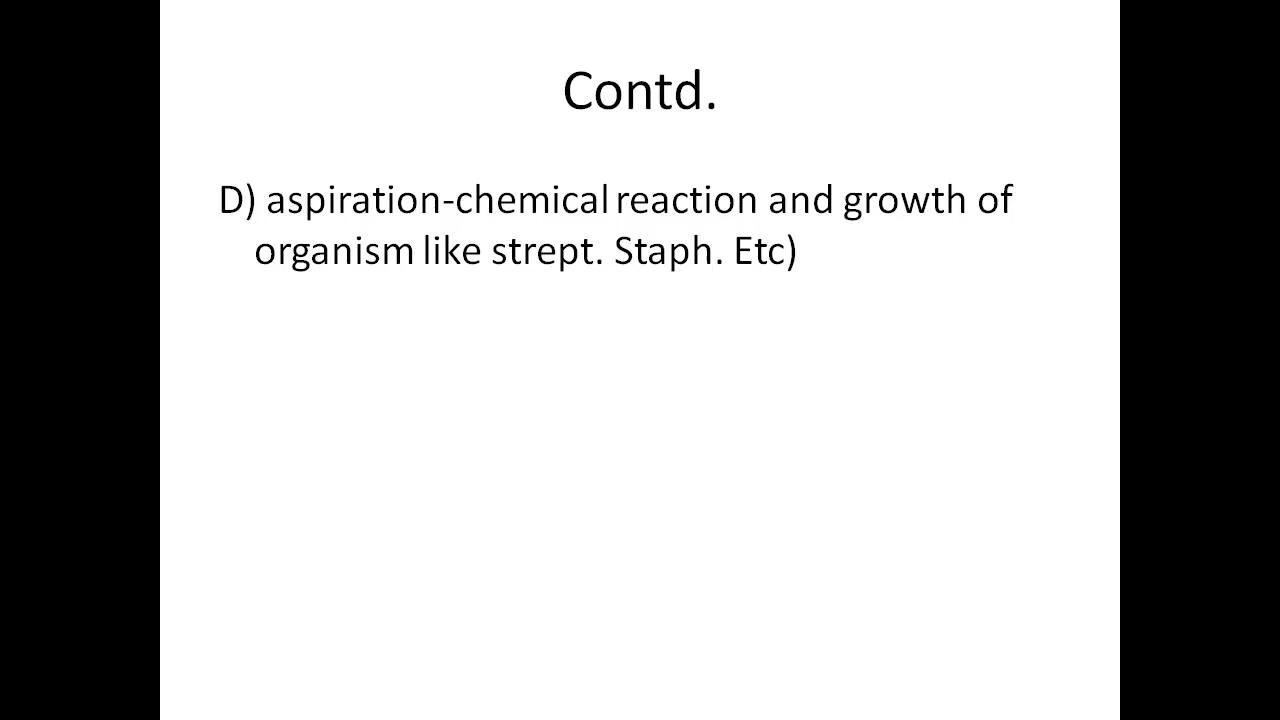 Contd.
D) aspiration-chemical reaction and growth of
organism like strept. Staph. Etc)